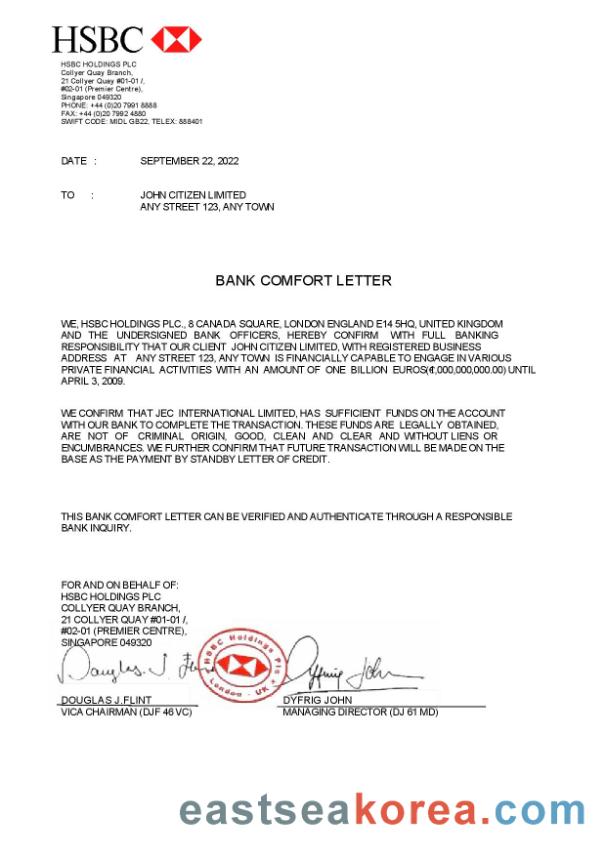 HSBC
HSBC HOLDINGS PLC
Collyer Quay Branch,
21 Collyer Quay #01-01 /,
#02-01 (Premier Centre),
Singapore 049320
PHONE: +44 (0)20 7991 8888
FAX: +44 (0)20 7992 4880
SWIFT CODE: MIDL GB22, TELEX: 888401
DATE : SEPTEMBER 22, 2022
TO : JOHN CITIZEN LIMITED
ANY STREET 123, ANY TOWN
BANK COMFORT LETTER
WE, HSBC HOLDINGS PLC., 8 CANADA SQUARE, LONDON ENGLAND E14 5HQ, UNITED KINGDOM
AND THE UNDERSIGNED BANK OFFICERS, HEREBY CONFIRM WITH FULL BANKING
RESPONSIBILITY THAT OUR CLIENT JOHN CITIZEN LIMITED, WITH REGISTERED BUSINESS
ADDRESS AT ANY STREET 123, ANY TOWN IS FINANCIALLY CAPABLE TO ENGAGE IN VARIOUS
PRIVATE FINANCIAL ACTIVITIES WITH AN AMOUNT OF ONE BILLION EUROS(€1,000,000,000.00) UNTIL
APRIL 3, 2009.
WE CONFIRM THAT JEC INTERNATIONAL LIMITED, HAS SUFFICIENT FUNDS ON THE ACCOUNT
WITH OUR BANK TO COMPLETE THE TRANSACTION. THESE FUNDS ARE LEGALLY OBTAINED,
ARE NOT OF CRIMINAL ORIGIN, GOOD, CLEAN AND CLEAR AND WITHOUT LIENS OR
ENCUMBRANCES. WE FURTHER CONFIRM THAT FUTURE TRANSACTION WILL BE MADE ON THE
BASE AS THE PAYMENT BY STANDBY LETTER OF CREDIT.
THIS BANK COMFORT LETTER CAN BE VERIFIED AND AUTHENTICATE THROUGH A RESPONSIBLE
BANK INQUIRY.
FOR AND ON BEHALF OF:
HSBC HOLDINGS PLC
COLLYER QUAY BRANCH,
21 COLLYER QUAY #01-01 /,
#02-01 (PREMIER CENTRE),
SINGAPORE 049320
Douglas J. Flint
HSBC Holdings Plc
London - UK
Dyfrig John
DOUGLAS J.FLINT
VICA CHAIRMAN (DJF 46 VC)
DYFRIG JOHN
MANAGING DIRECTOR (DJ 61 MD)
eastseakorea.com